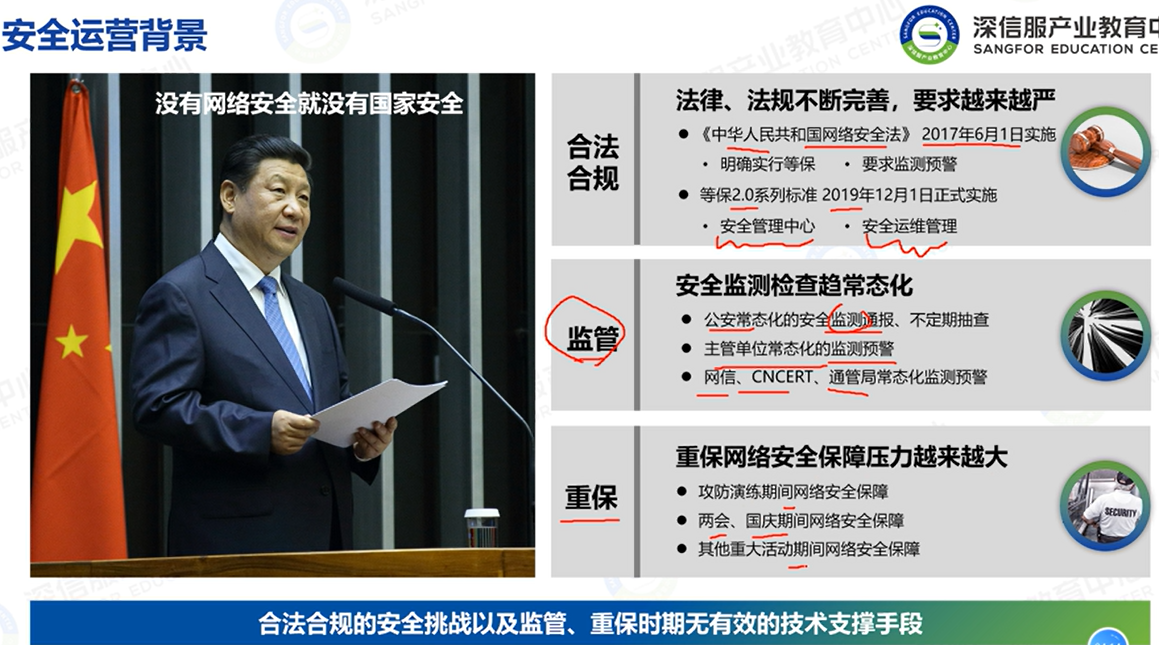 安全运营背景
深信服产业教育中
SANGFOR EDUCATION CE
没有网络安全就没有国家安全
合法
合规
法律、法规不断完善，要求越来越严
● 《中华人民共和国网络安全法》 2017年6月1日实施
· 明确实行等保 · 要求监测预警
● 等保2.0系列标准 2019年12月1日正式实施
· 安全管理中心 · 安全运维管理
监管
安全监测检查趋常态化
● 公安常态化的安全监测通报、不定期抽查
● 主管单位常态化的监测预警
● 网信、CNCERT、通管局常态化监测预警
重保
重保网络安全保障压力越来越大
● 攻防演练期间网络安全保障
● 两会、国庆期间网络安全保障
● 其他重大活动期间网络安全保障
SECURITY
合法合规的安全挑战以及监管、重保时期无有效的技术支撑手段